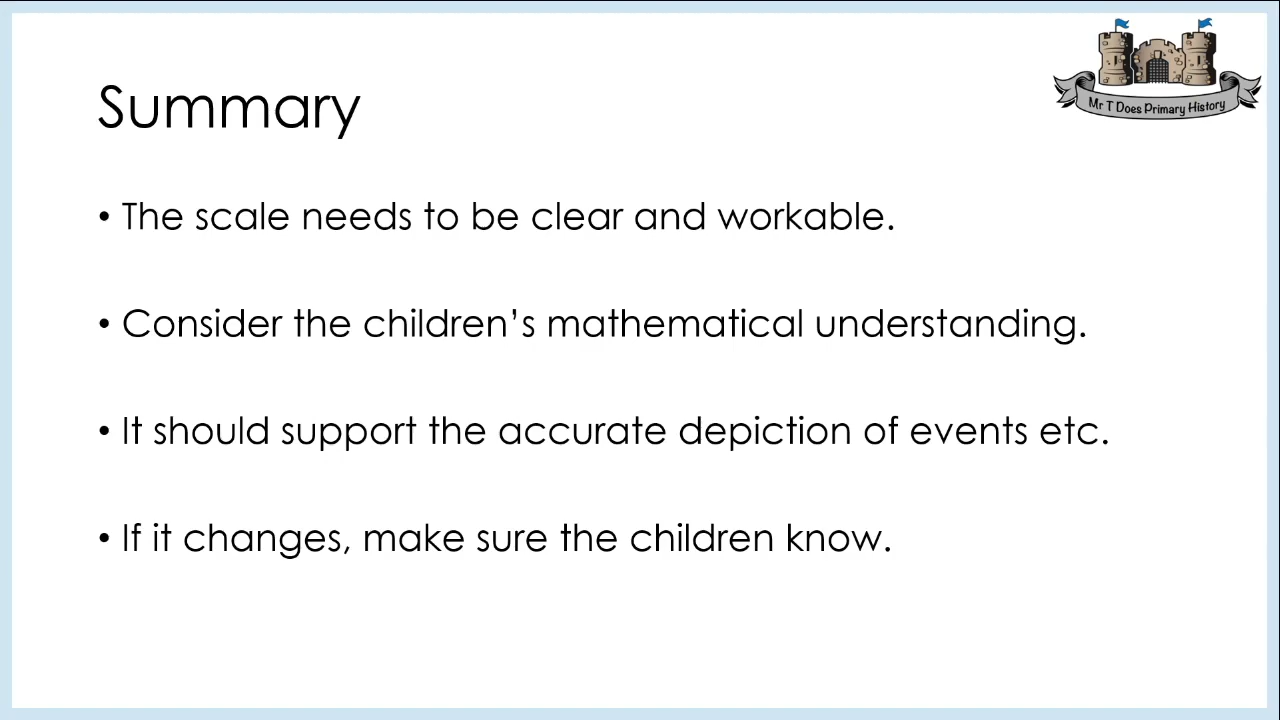 Mr T Does Primary History
Summary
• The scale needs to be clear and workable.
• Consider the children’s mathematical understanding.
• It should support the accurate depiction of events etc.
• If it changes, make sure the children know.